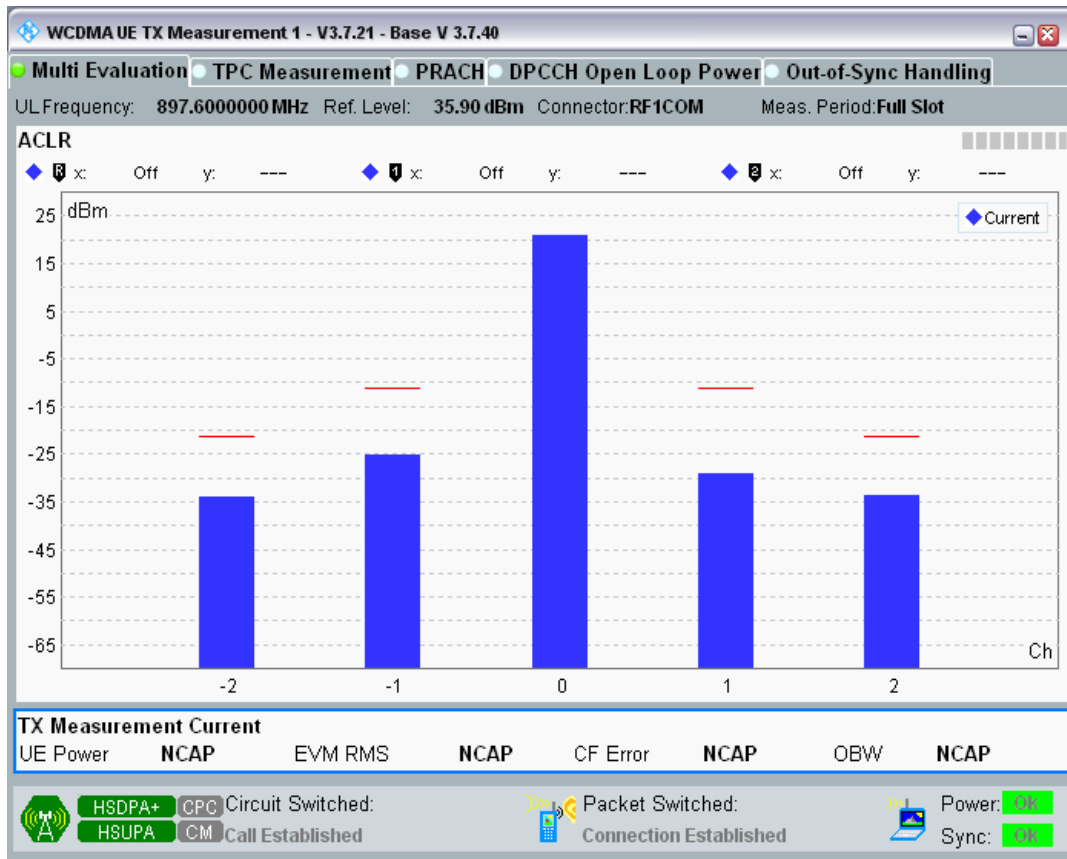 WCDMA UE TX Measurement 1 - V3.7.21 - Base V 3.7.40
Multi Evaluation TPC Measurement PRACH DPCCH Open Loop Power Out-of-Sync Handling
UL Frequency: 897.6000000 MHz Ref. Level: 35.90 dBm Connector:RF1COM Meas. Period:Full Slot
ACLR
R x: Off y: --- 1 x: Off y: --- 2 x: Off y: ---
25 dBm Current
15
5
-5
-15
-25
-35
-45
-55
-65 Ch
-2 -1 0 1 2
TX Measurement Current
UE Power NCAP EVM RMS NCAP CF Error NCAP OBW NCAP
HSDPA+ CPC Circuit Switched: Packet Switched: Power: Ok
HSUPA CM Call Established Connection Established Sync: Ok